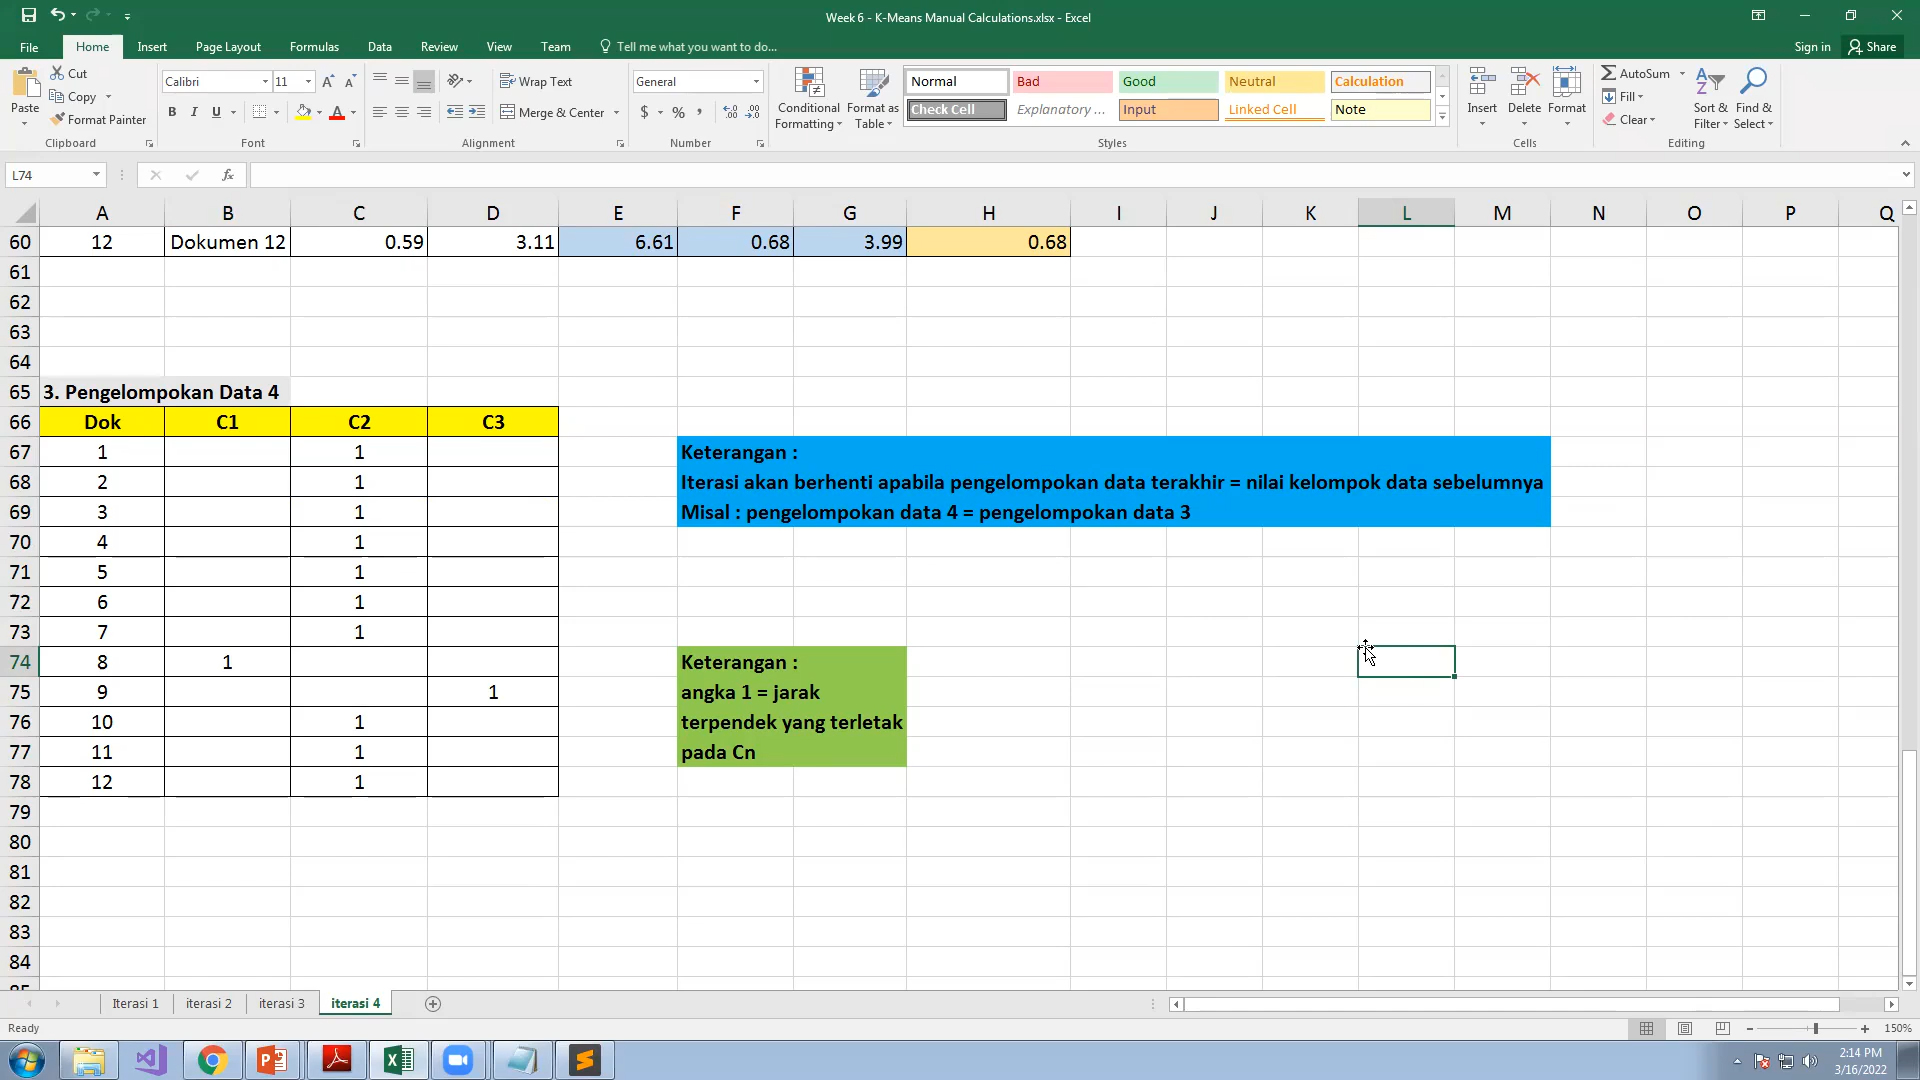 Week 6 - K-Means Manual Calculations.xlsx - Excel
File Home Insert Page Layout Formulas Data Review View Team Tell me what you want to do... Sign in Share
Paste Cut
Copy
Format Painter
Clipboard
Calibri 11
B I U
Font
Wrap Text
Merge & Center
Alignment
General
$ % ,
Number
Conditional Formatting
Format as Table
Normal Bad Good Neutral Calculation
Check Cell Explanatory ... Input Linked Cell Note
Styles
Insert Delete Format
Cells
AutoSum
Fill
Clear
Sort & Filter
Find & Select
Editing
L74 fx
A B C D E F G H I J K L M N O P Q
60 12 Dokumen 12 0.59 3.11 6.61 0.68 3.99 0.68
61
62
63
64
65 3. Pengelompokan Data 4
66 Dok C1 C2 C3
67 1 1 Keterangan :
68 2 1 Iterasi akan berhenti apabila pengelompokan data terakhir = nilai kelompok data sebelumnya
69 3 1 Misal : pengelompokan data 4 = pengelompokan data 3
70 4 1
71 5 1
72 6 1
73 7 1
74 8 1 Keterangan :
75 9 1 angka 1 = jarak
76 10 1 terpendek yang terletak
77 11 1 pada Cn
78 12 1
79
80
81
82
83
84
85
Iterasi 1 iterasi 2 iterasi 3 iterasi 4
Ready 150%
2:14 PM
3/16/2022